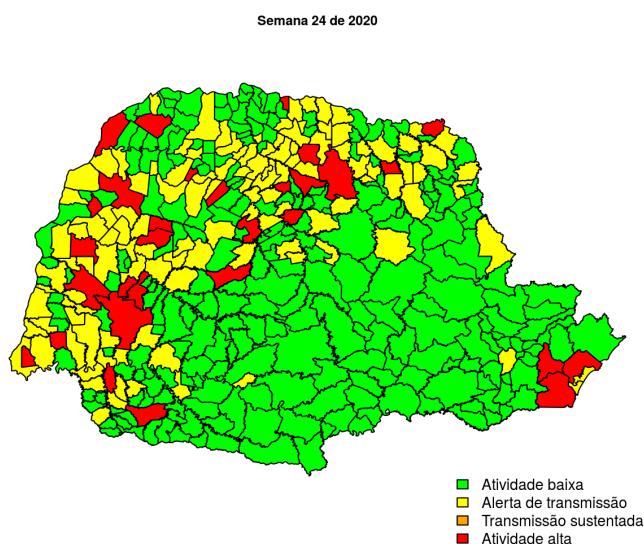 Semana 24 de 2020
Atividade baixa
Alerta de transmissão
Transmissão sustentada
Atividade alta